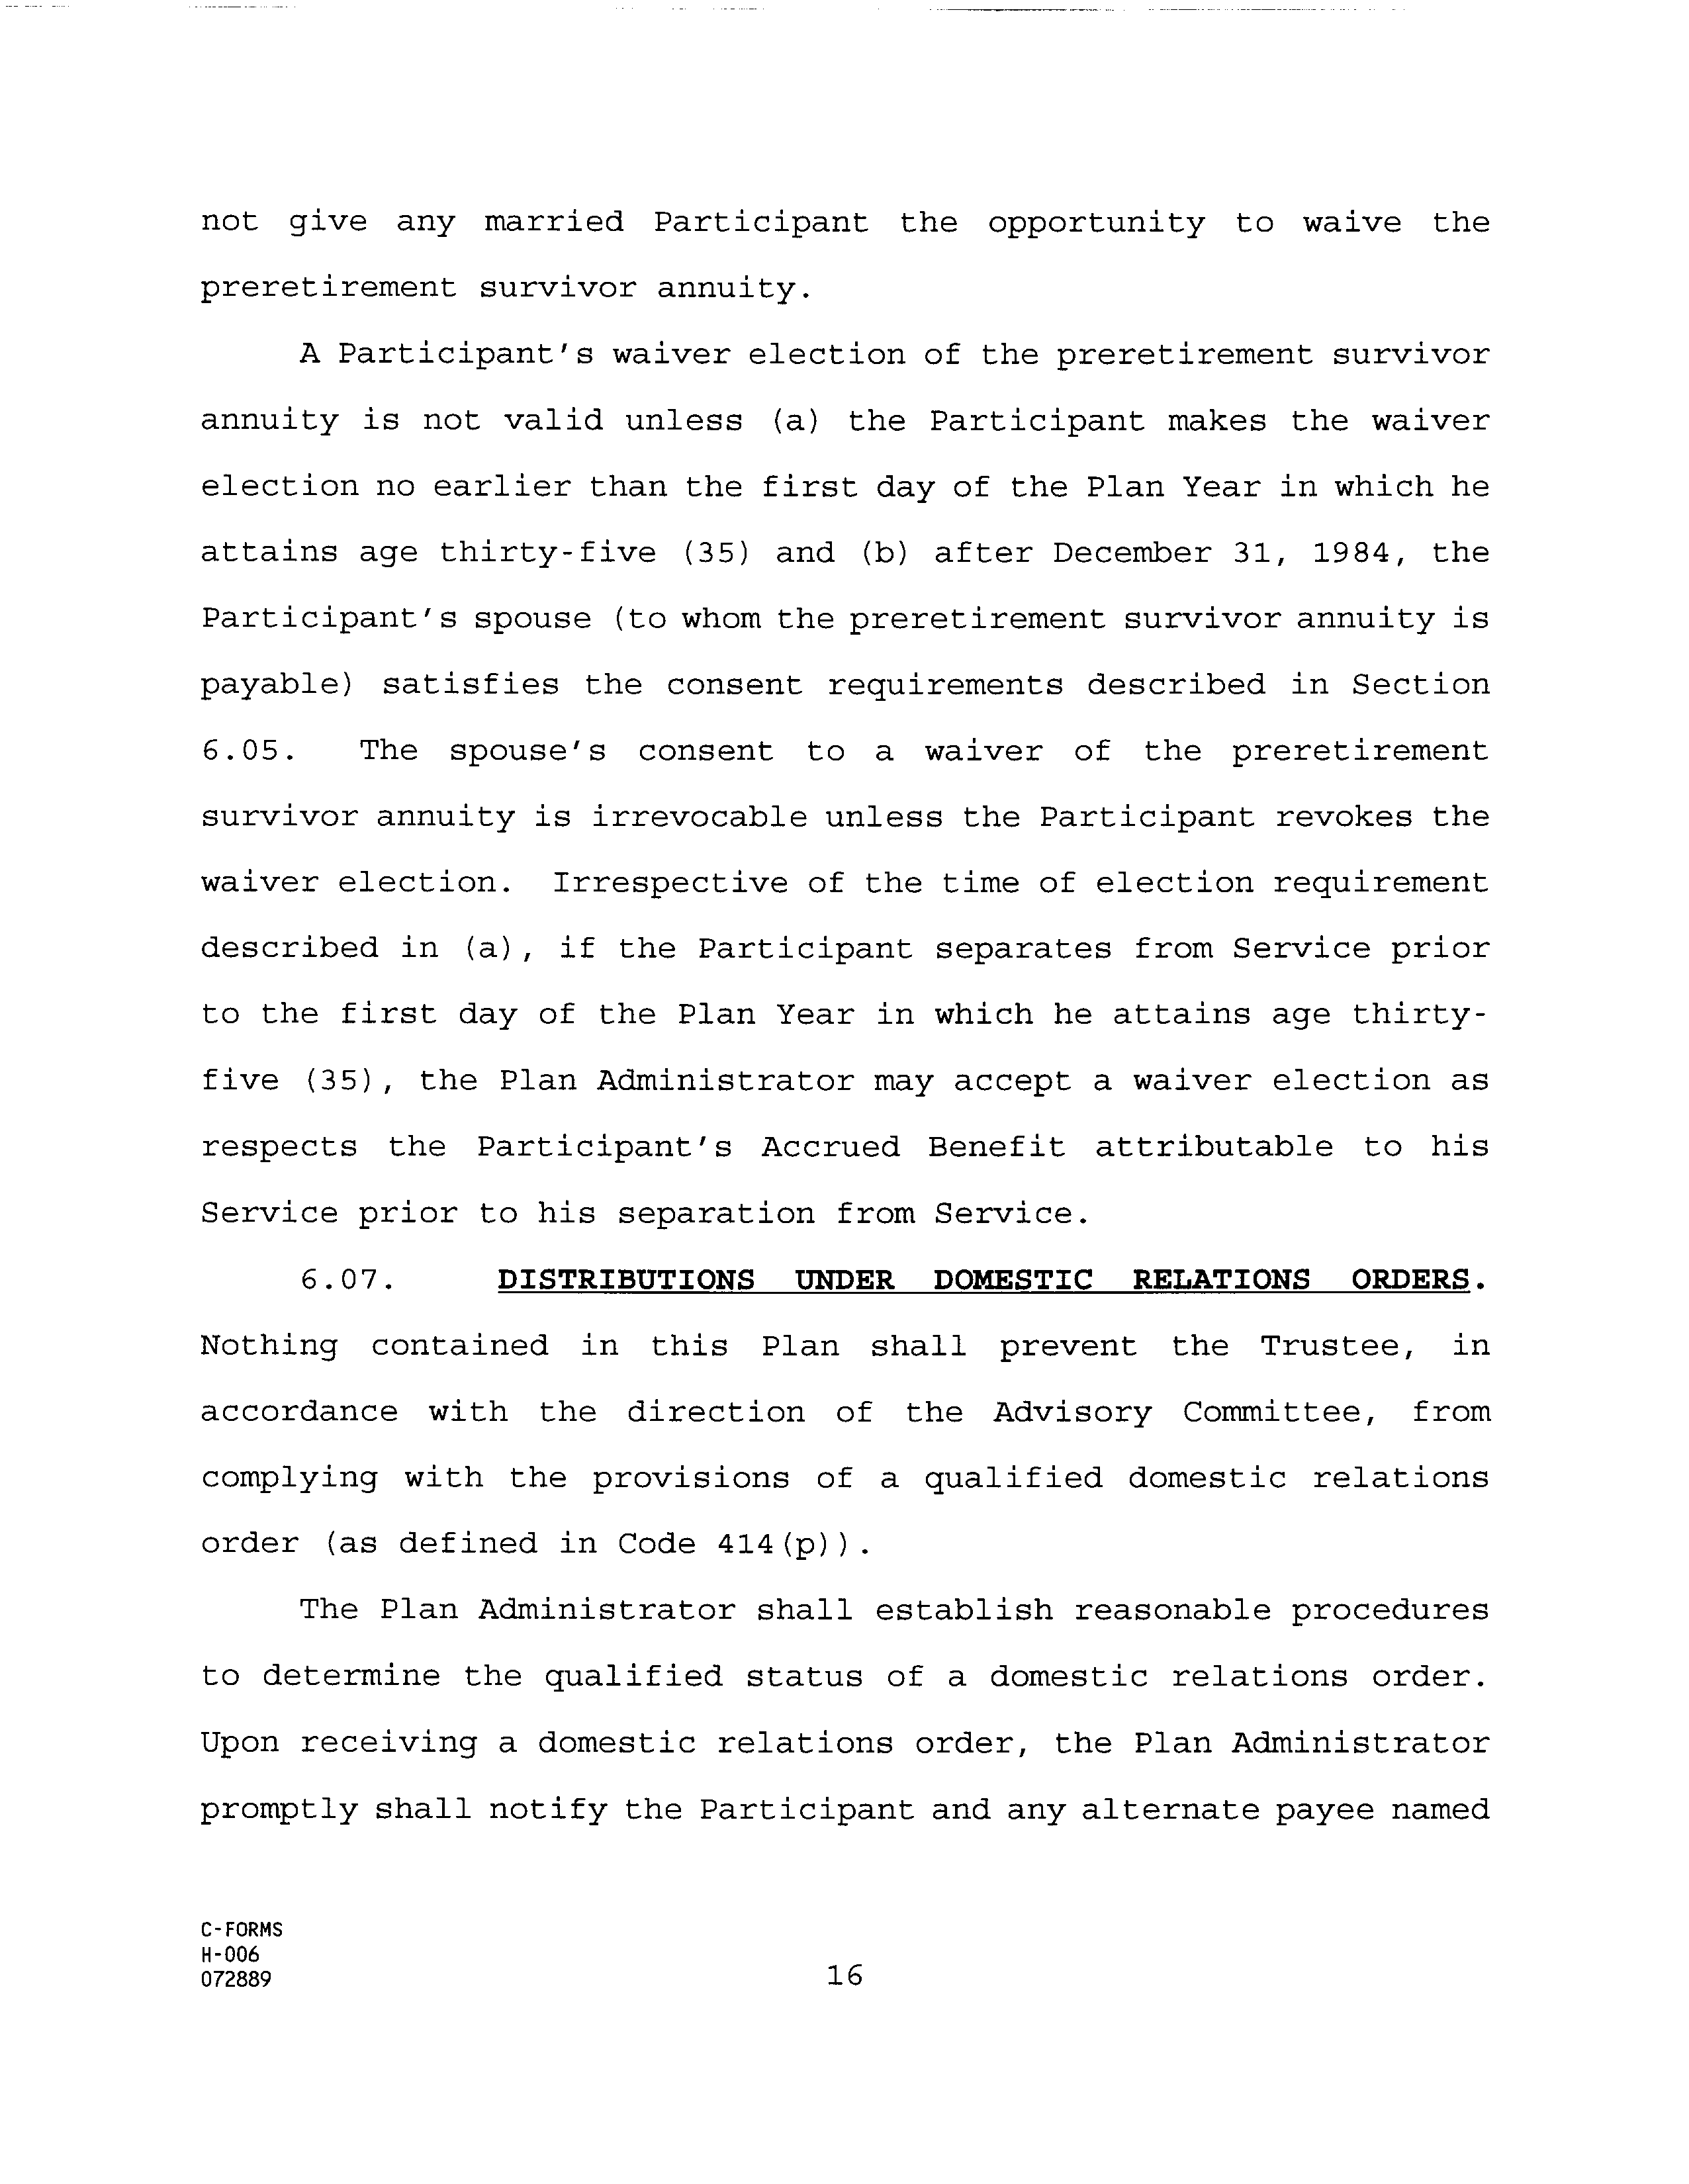 not give any married Participant the opportunity to waive the
preretirement survivor annuity.
A Participant's waiver election of the preretirement survivor
annuity is not valid unless (a) the Participant makes the waiver
election no earlier than the first day of the Plan Year in which he
attains age thirty-five (35) and (b) after December 31, 1984, the
Participant's spouse (to whom the preretirement survivor annuity is
payable) satisfies the consent requirements described in Section
6.05. The spouse's consent to a waiver of the preretirement
survivor annuity is irrevocable unless the Participant revokes the
waiver election. Irrespective of the time of election requirement
described in (a), if the Participant separates from Service prior
to the first day of the Plan Year in which he attains age thirty-
five (35), the Plan Administrator may accept a waiver election as
respects the Participant's Accrued Benefit attributable to his
Service prior to his separation from Service.
6.07. DISTRIBUTIONS UNDER DOMESTIC RELATIONS ORDERS.
Nothing contained in this Plan shall prevent the Trustee, in
accordance with the direction of the Advisory Committee, from
complying with the provisions of a qualified domestic relations
order (as defined in Code 414(p)).
The Plan Administrator shall establish reasonable procedures
to determine the qualified status of a domestic relations order.
Upon receiving a domestic relations order, the Plan Administrator
promptly shall notify the Participant and any alternate payee named
C-FORMS
H-006
072889
16